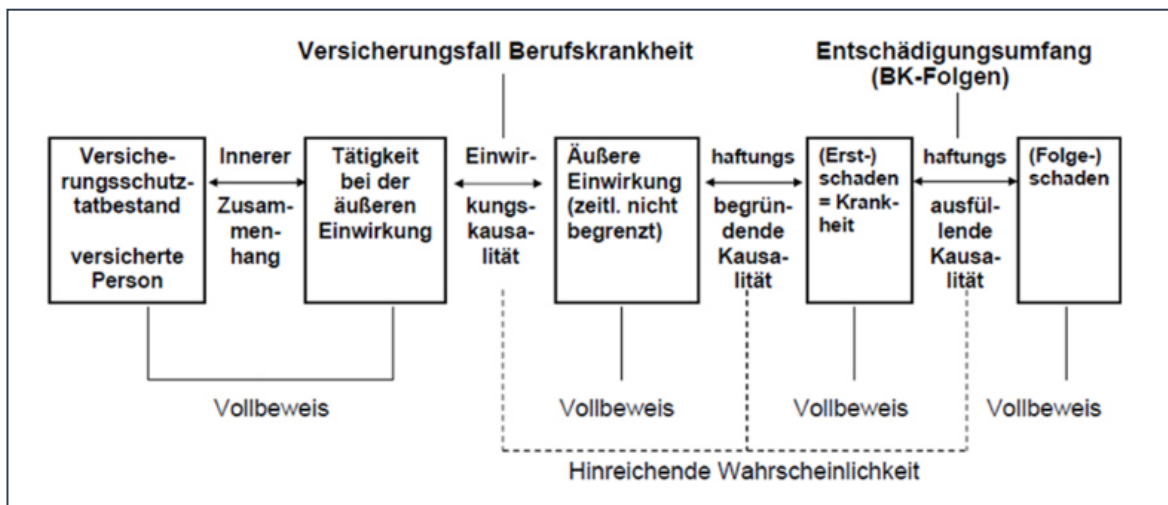 Versicherungsfall Berufskrankheit
Entschädigungsumfang
(BK-Folgen)
Versiche-
rungsschutz-
tatbestand
versicherte
Person
Innerer
Zusam-
menhang
Tätigkeit
bei der
äußeren
Einwirkung
Einwir-
kungs-
kausa-
lität
Äußere
Einwirkung
(zeitl. nicht
begrenzt)
haftungs
begrün-
dende
Kausa-
lität
(Erst-)
schaden
= Krank-
heit
haftungs
ausfül-
lende
Kausa-
lität
(Folge-)
schaden
Vollbeweis
Vollbeweis
Vollbeweis
Vollbeweis
Hinreichende Wahrscheinlichkeit